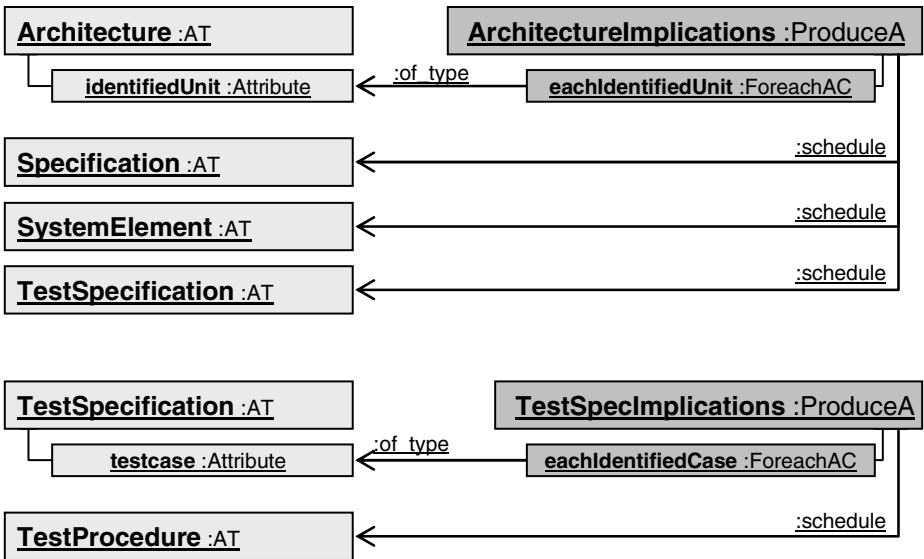 Architecture :AT
ArchitectureImplications :ProduceA
identifiedUnit :Attribute
:of_type
eachIdentifiedUnit :ForeachAC
Specification :AT
:schedule
SystemElement :AT
:schedule
TestSpecification :AT
:schedule
TestSpecification :AT
TestSpecImplications :ProduceA
testcase :Attribute
:of_type
eachIdentifiedCase :ForeachAC
TestProcedure :AT
:schedule